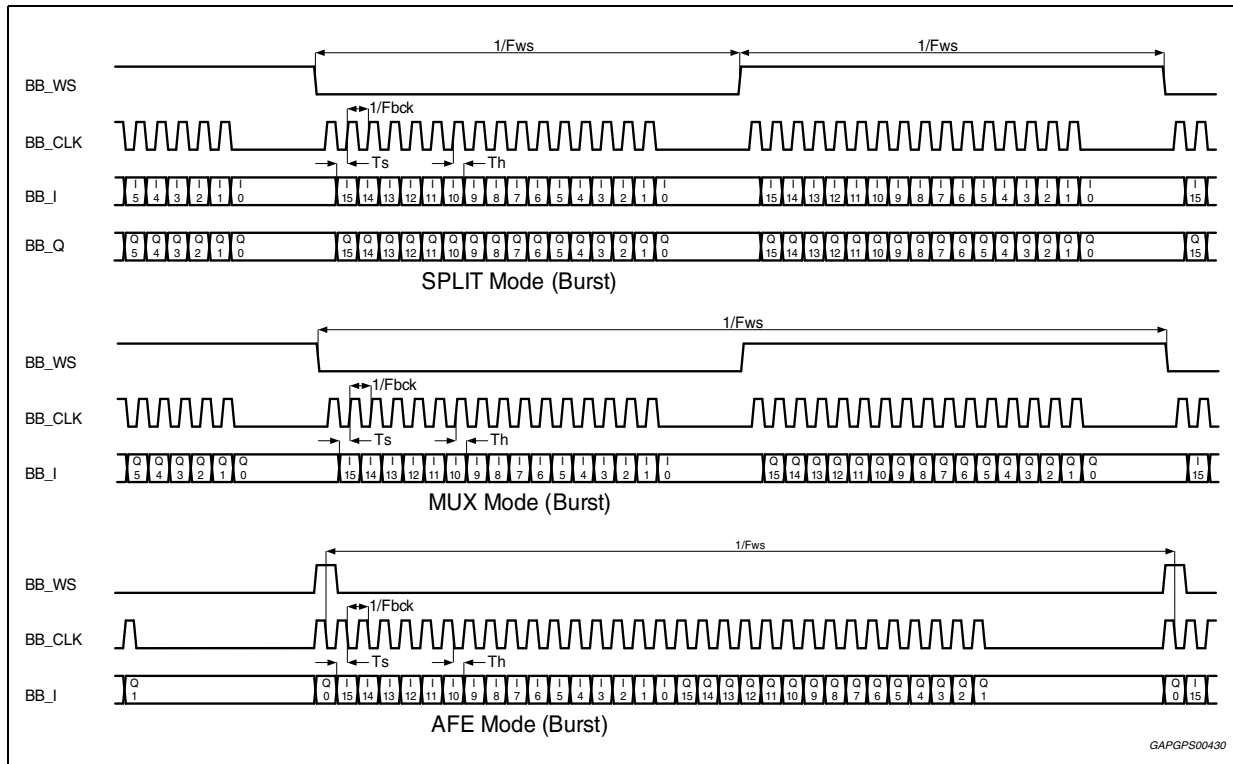 1/Fws 1/Fws
BB_WS
1/Fbck
BB_CLK
Ts Th
I I I I I I I I I I I I I I I I I I I I I I I I I I I I I I I I I I I I I I I
BB_I
5 4 3 2 1 0 15 14 13 12 11 10 9 8 7 6 5 4 3 2 1 0 15 14 13 12 11 10 9 8 7 6 5 4 3 2 1 0 15
Q Q Q Q Q Q Q Q Q Q Q Q Q Q Q Q Q Q Q Q Q Q Q Q Q Q Q Q Q Q Q Q Q Q Q Q Q Q Q
BB_Q
5 4 3 2 1 0 15 14 13 12 11 10 9 8 7 6 5 4 3 2 1 0 15 14 13 12 11 10 9 8 7 6 5 4 3 2 1 0 15
SPLIT Mode (Burst)
1/Fws
BB_WS
1/Fbck
BB_CLK
Ts Th
Q Q Q Q Q Q I I I I I I I I I I I I I I I I Q Q Q Q Q Q Q Q Q Q Q Q Q Q Q Q I
BB_I
5 4 3 2 1 0 15 14 13 12 11 10 9 8 7 6 5 4 3 2 1 0 15 14 13 12 11 10 9 8 7 6 5 4 3 2 1 0 15
MUX Mode (Burst)
1/Fws
BB_WS
1/Fbck
BB_CLK
Ts Th
Q Q I I I I I I I I I I I I I I I I Q Q Q Q Q Q Q Q Q Q Q Q Q Q Q Q I
BB_I
1 0 15 14 13 12 11 10 9 8 7 6 5 4 3 2 1 0 15 14 13 12 11 10 9 8 7 6 5 4 3 2 1 0 15
AFE Mode (Burst)
GAPGPS00430